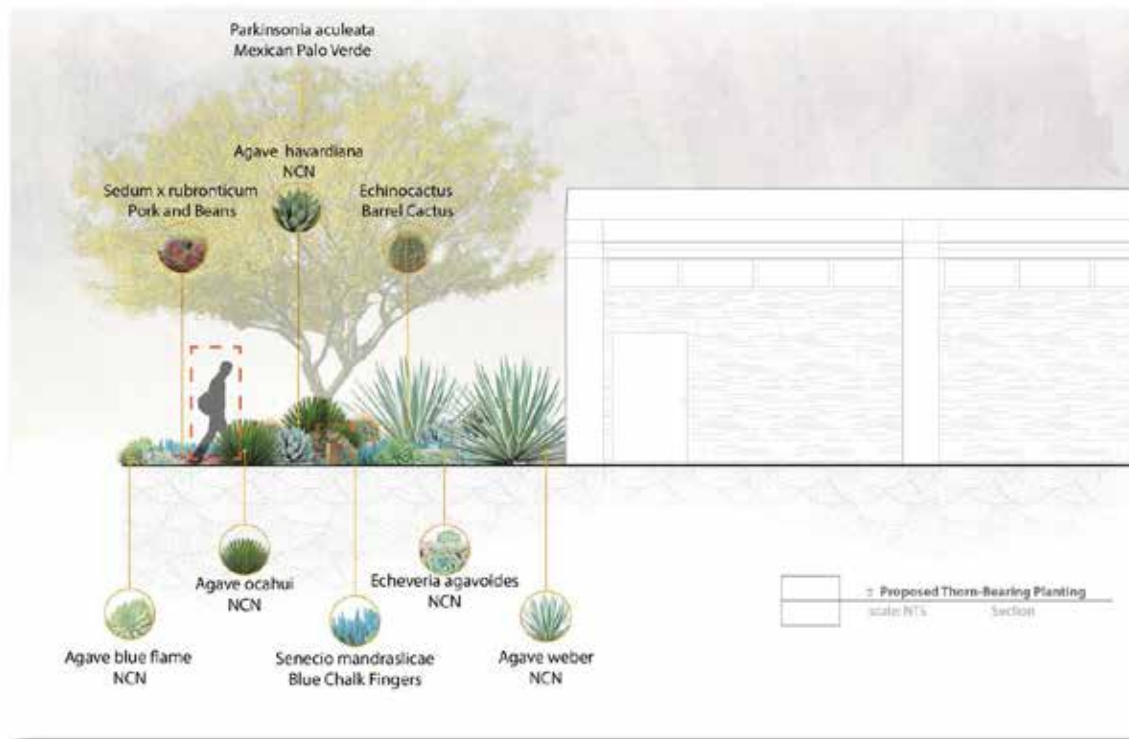 Parkinsonia aculeata
Mexican Palo Verde
Agave havardiana
NCN
Sedum x rubronticum
Pork and Beans
Echinocactus
Barrel Cactus
Agave ocahui
NCN
Echeveria agavoides
NCN
Agave blue flame
NCN
Senecio mandraslicae
Blue Chalk Fingers
Agave weber
NCN
: Proposed Thorn-Bearing Planting
scale: NTS Section